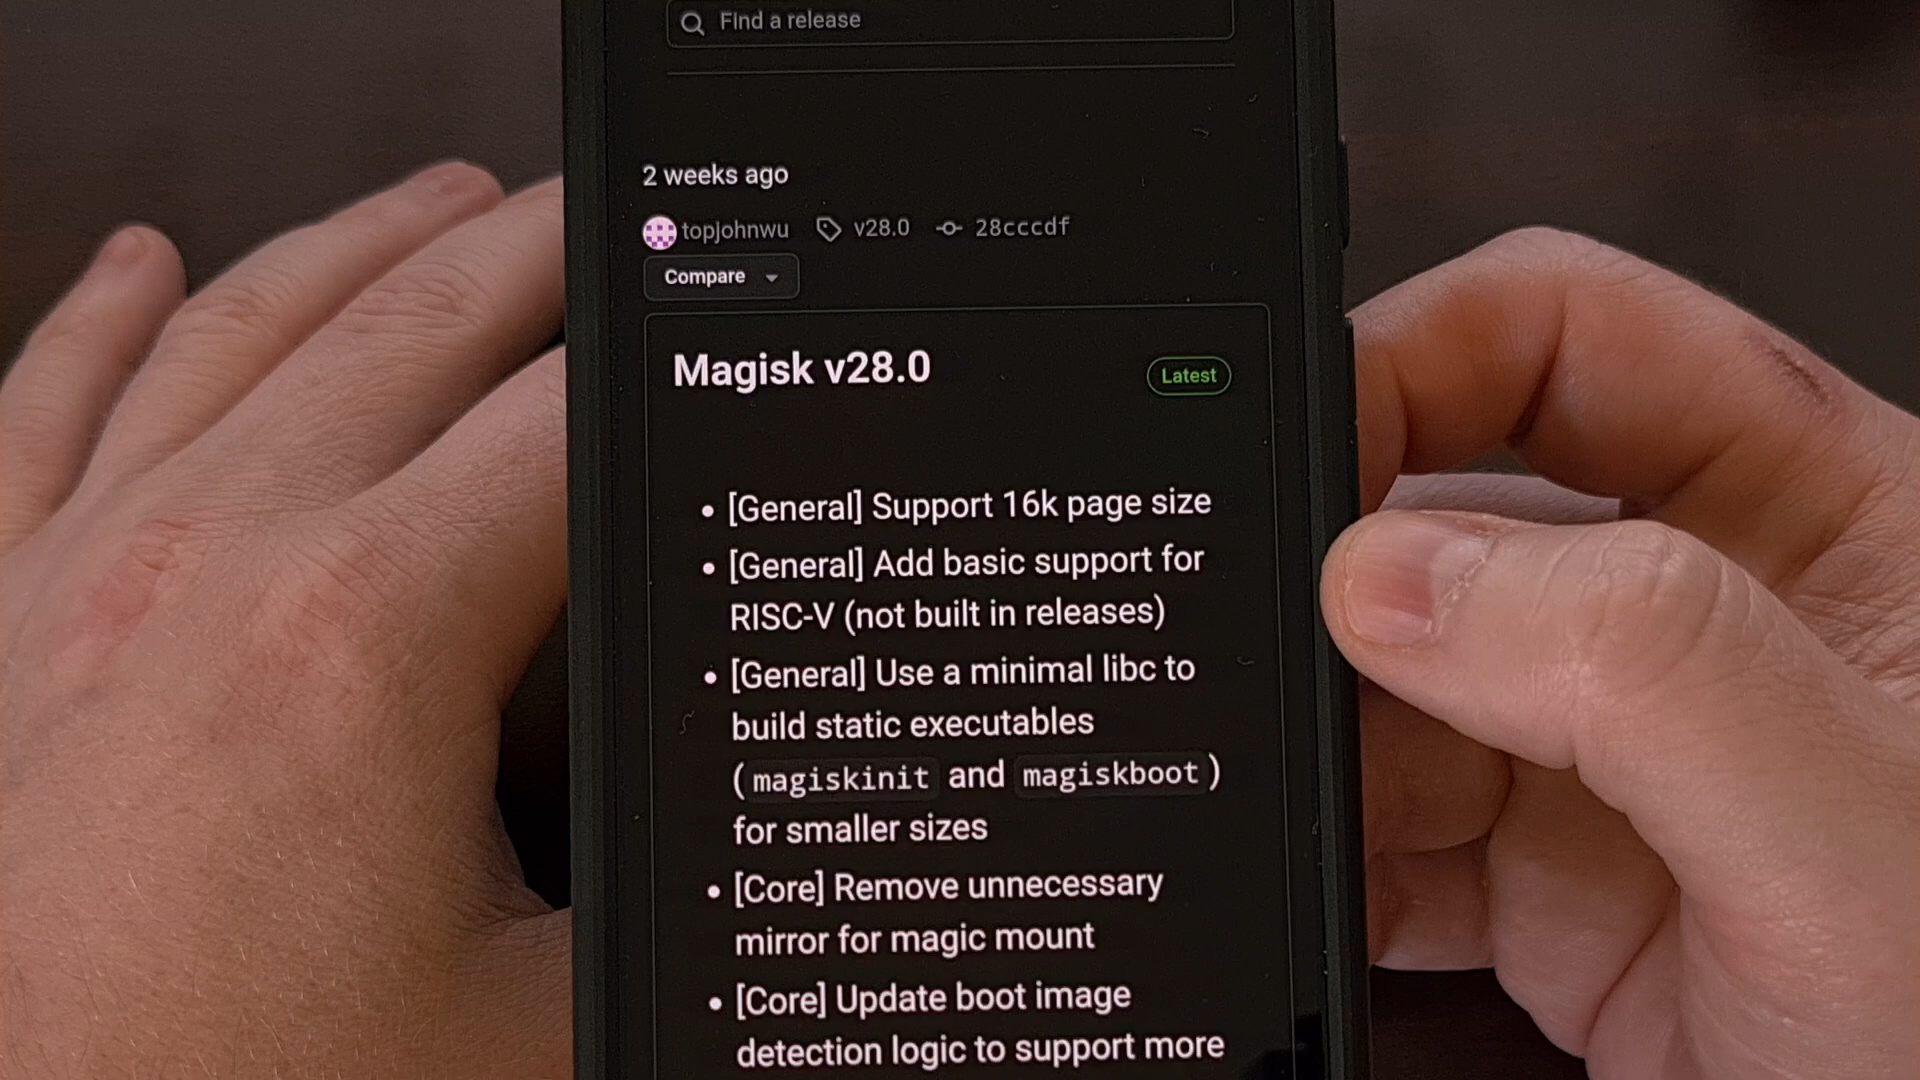 Find a release
2 weeks ago
topjohnwu v28.0 28cccdf
Compare
Magisk v28.0 Latest
• [General] Support 16k page size
• [General] Add basic support for
RISC-V (not built in releases)
• [General] Use a minimal libc to
build static executables
(magiskinit and magiskboot)
for smaller sizes
• [Core] Remove unnecessary
mirror for magic mount
• [Core] Update boot image
detection logic to support more